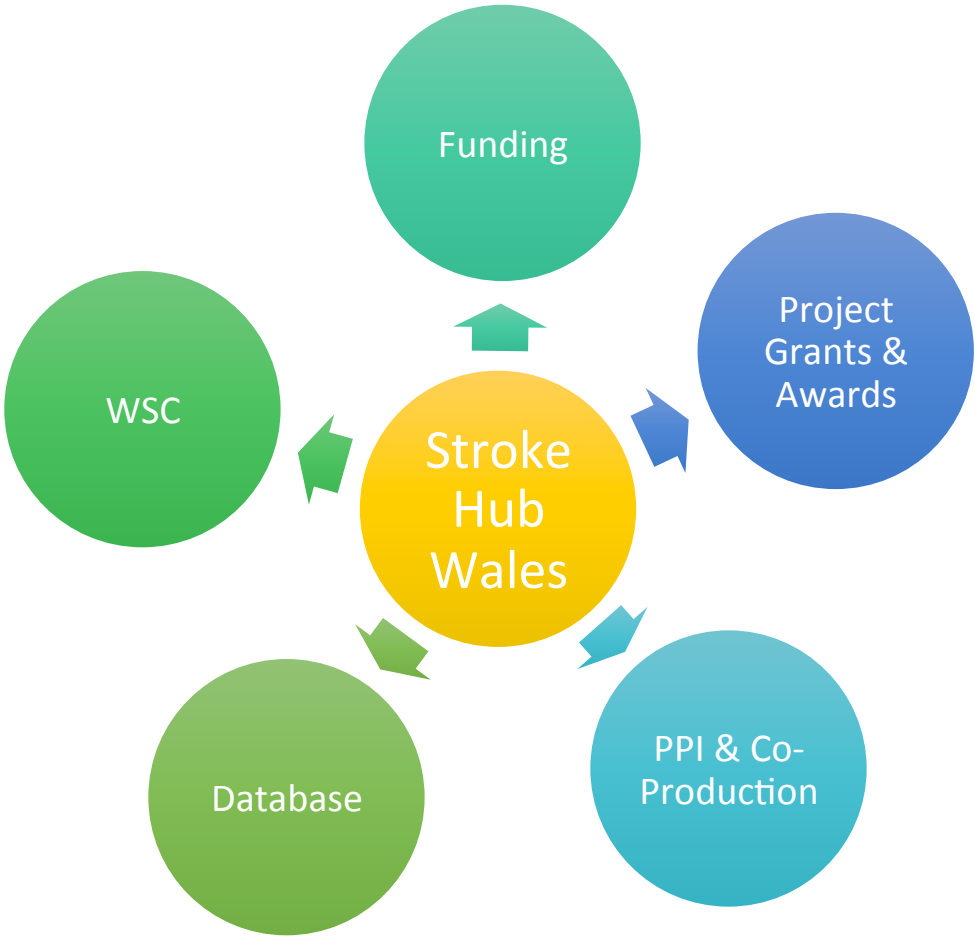 Funding
Project
Grants &
Awards
WSC
Stroke
Hub
Wales
PPI & Co-
Production
Database